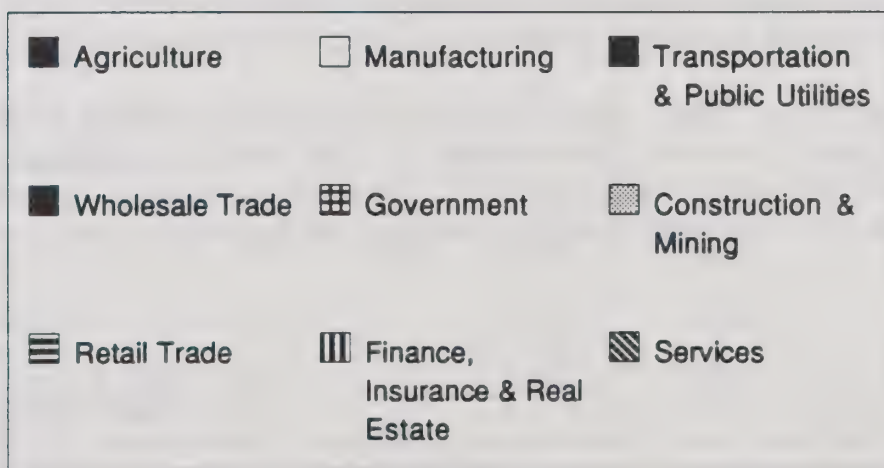 Agriculture
Manufacturing
Transportation
& Public Utilities
Wholesale Trade
Government
Construction &
Mining
Retail Trade
Finance,
Insurance & Real
Estate
Services